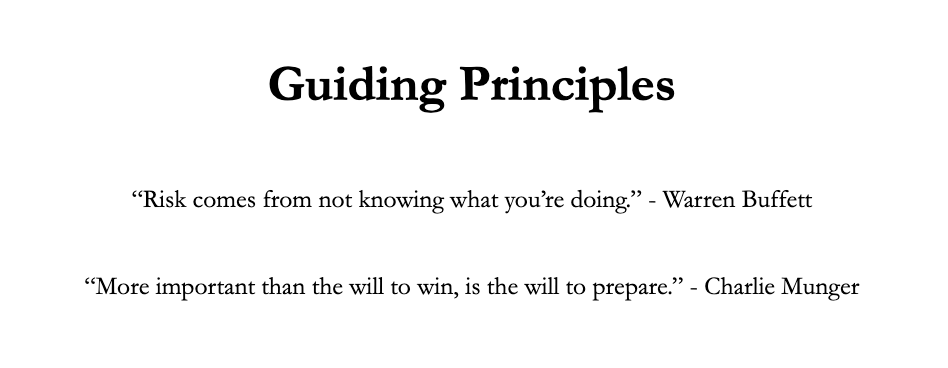 Guiding Principles
“Risk comes from not knowing what you’re doing.” - Warren Buffett
“More important than the will to win, is the will to prepare.” - Charlie Munger